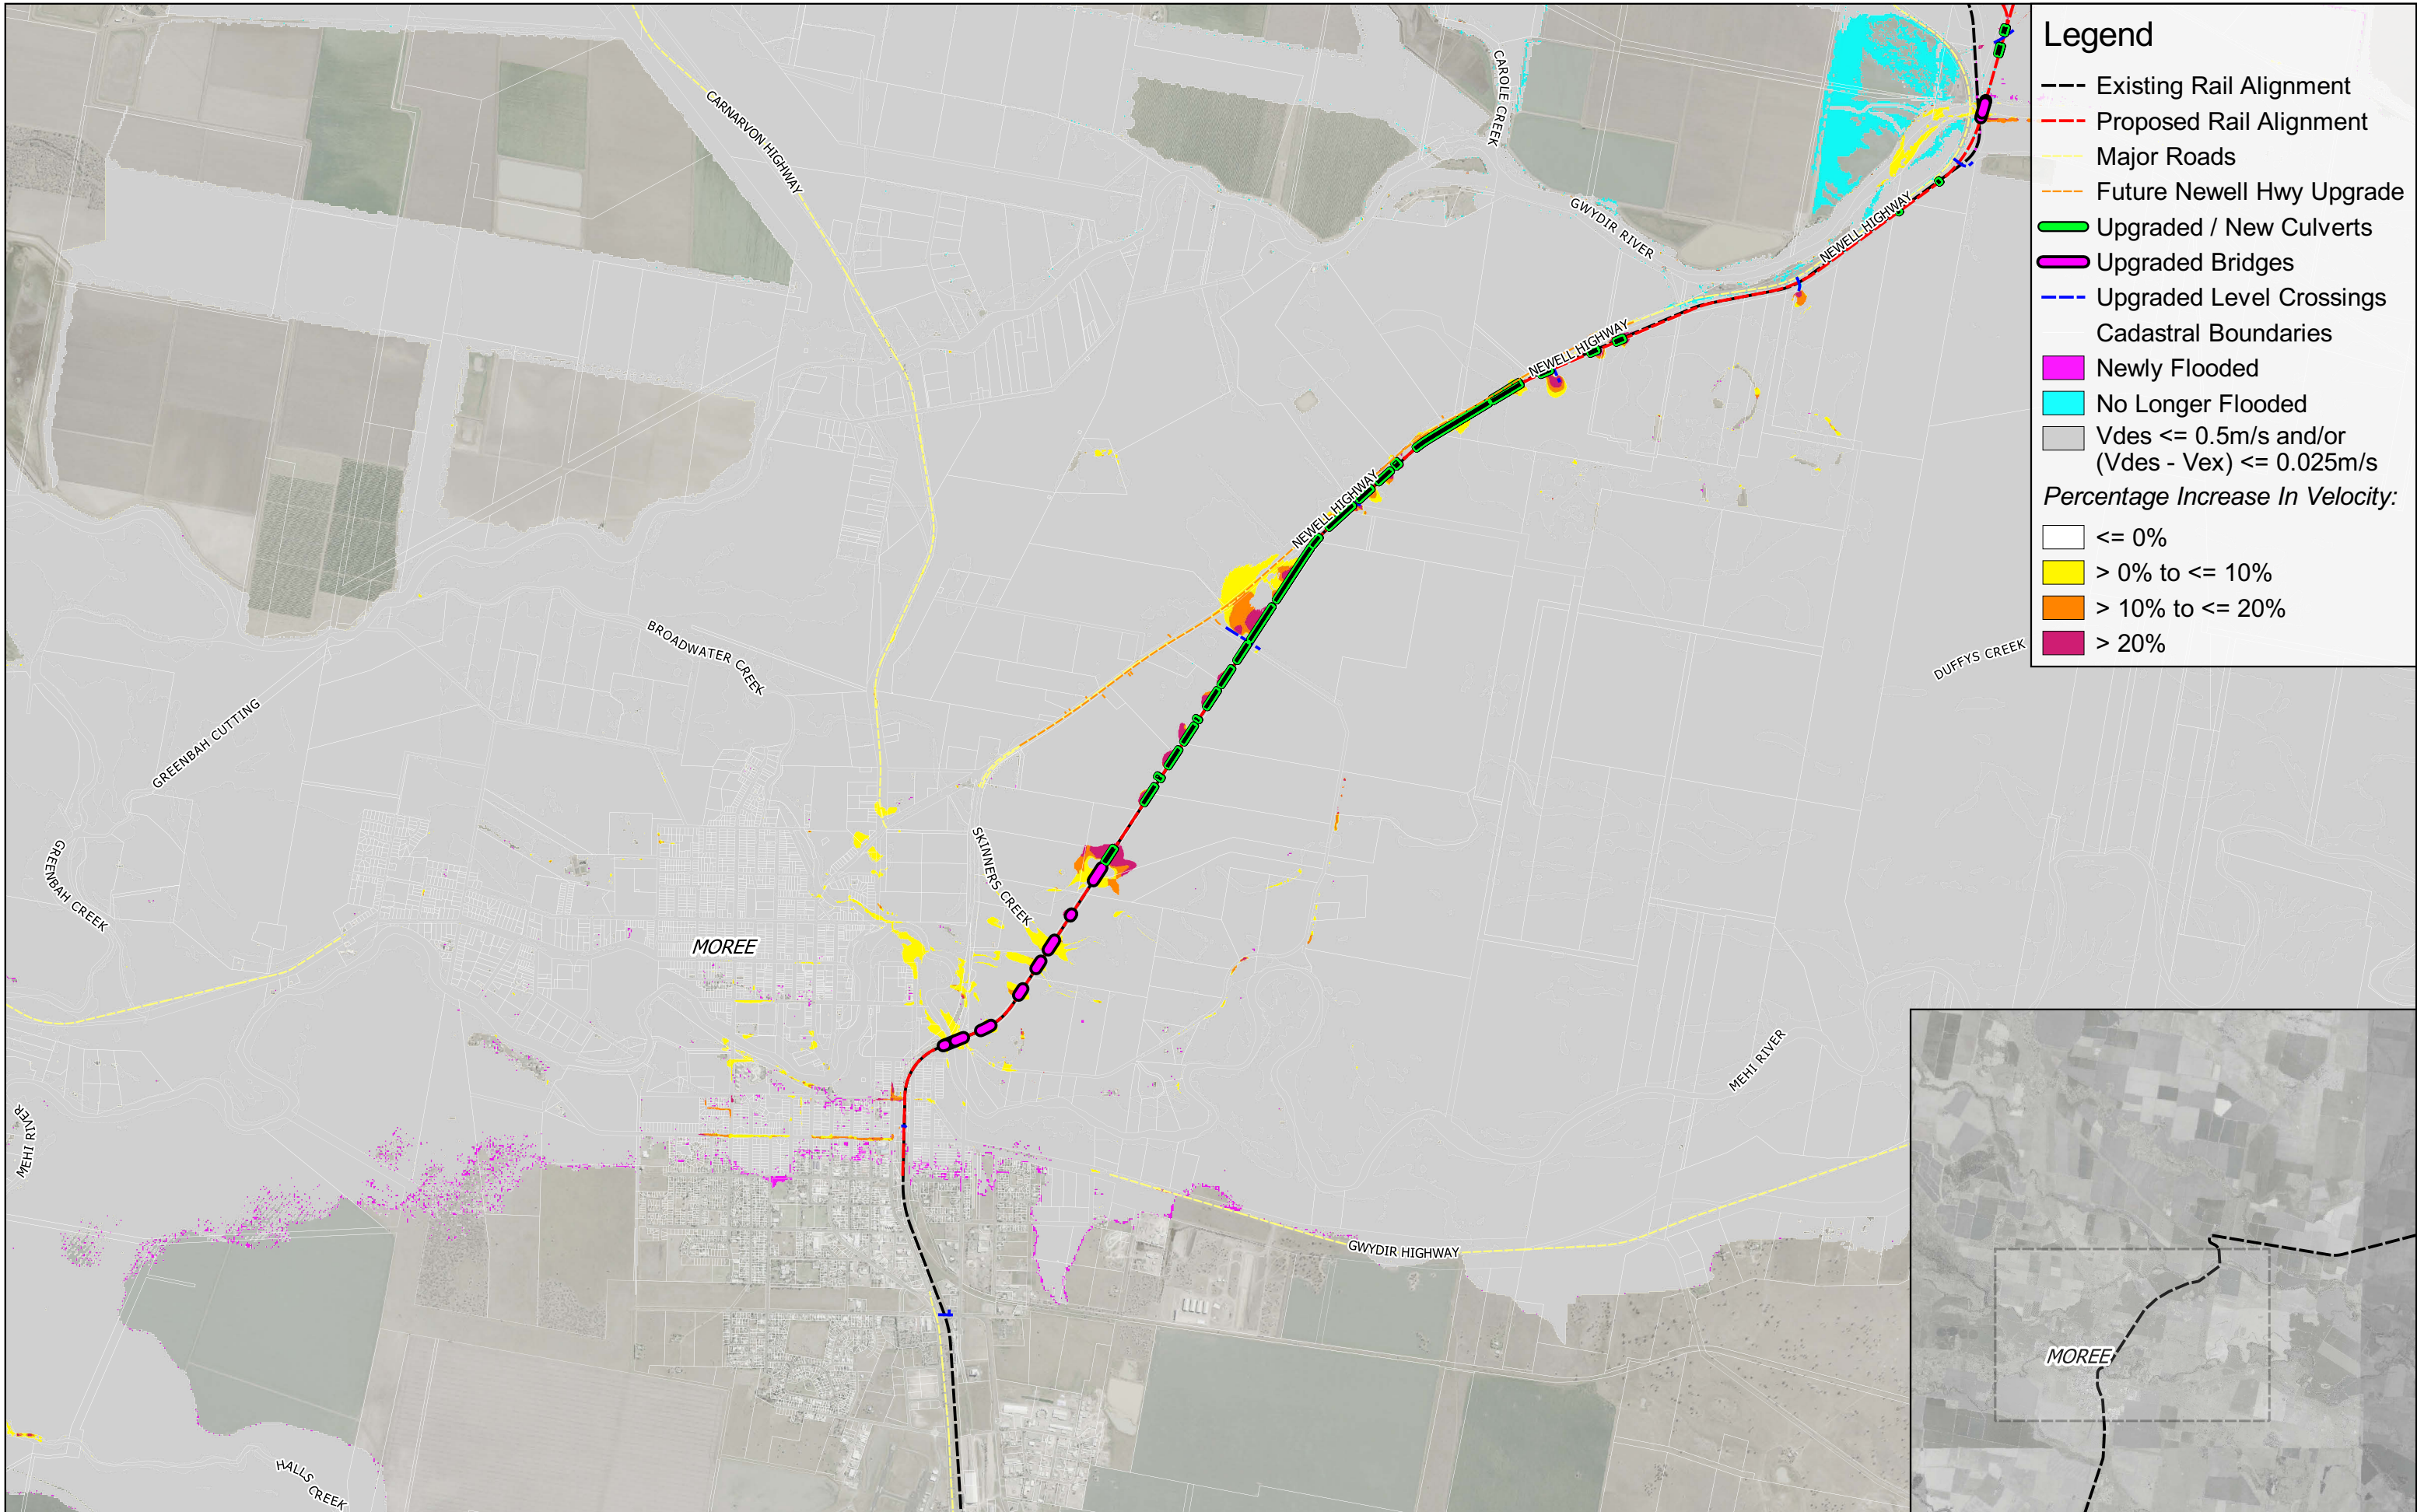 Legend
Existing Rail Alignment
Proposed Rail Alignment
Major Roads
Future Newell Hwy Upgrade
Upgraded / New Culverts
Upgraded Bridges
Upgraded Level Crossings
Cadastral Boundaries
Newly Flooded
No Longer Flooded
Vdes <= 0.5m/s and/or
(Vdes - Vex) <= 0.025m/s
Percentage Increase In Velocity:
<= 0%
> 0% to <= 10%
> 10% to <= 20%
> 20%
CARNARVON HIGHWAY
CAROLE CREEK
GWYDIR RIVER
NEWELL HIGHWAY
NEWELL HIGHWAY
NEWELL HIGHWAY
BROADWATER CREEK
DUFFYS CREEK
GREENBAH CUTTING
GREENBAH CREEK
SKINNERS CREEK
MOREE
MEHI RIVER
MEHI RIVER
GWYDIR HIGHWAY
HALLS CREEK
MOREE